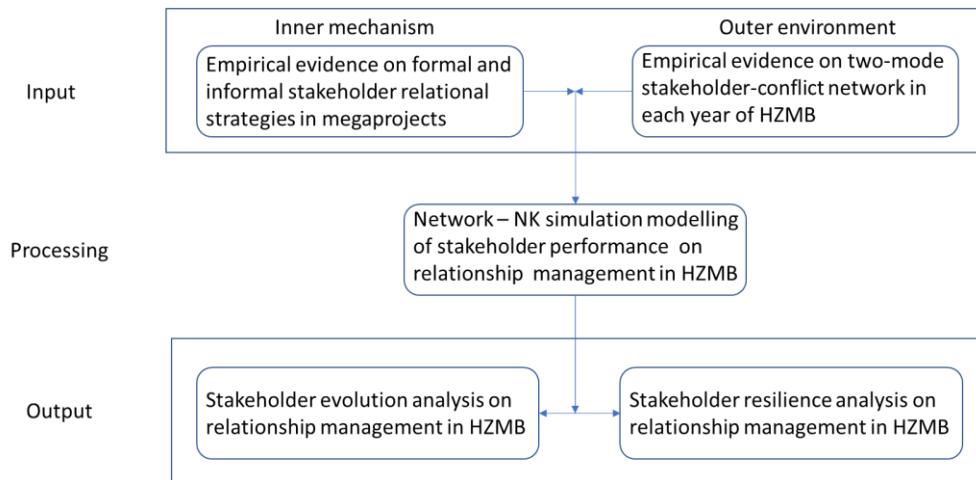 Inner mechanism
Outer environment
Input
Empirical evidence on formal and
informal stakeholder relational
strategies in megaprojects
Empirical evidence on two-mode
stakeholder-conflict network in
each year of HZMB
Processing
Network – NK simulation modelling
of stakeholder performance on
relationship management in HZMB
Output
Stakeholder evolution analysis on
relationship management in HZMB
Stakeholder resilience analysis on
relationship management in HZMB